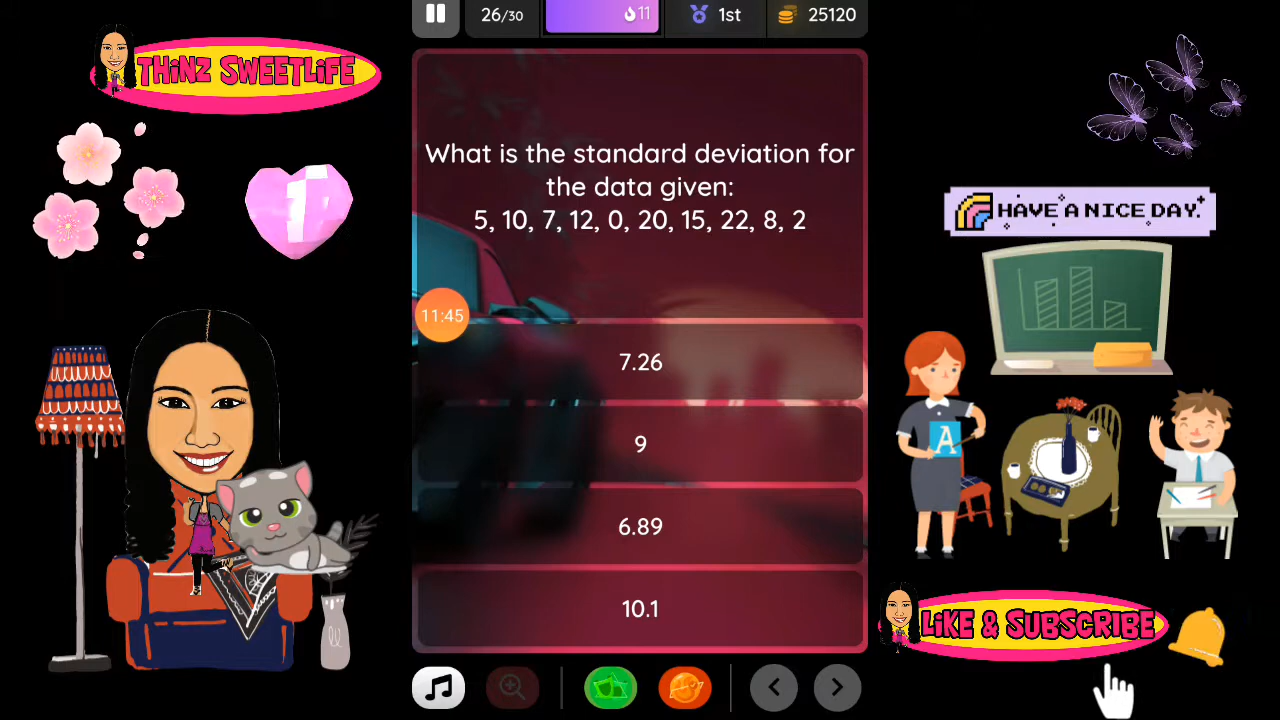 26/30
11
1st
25120
THiNZ SWEETLiFE
What is the standard deviation for
the data given:
5, 10, 7, 12, 0, 20, 15, 22, 8, 2
HAVE A NICE DAY
11:45
7.26
9
A
6.89
10.1
LiKE & SUBSCRiBE